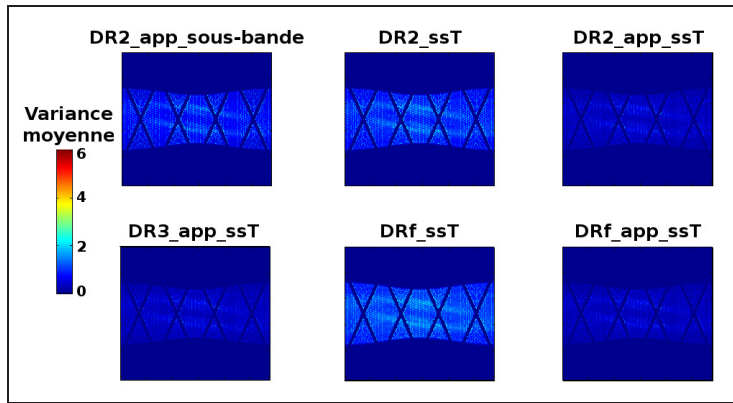 DR2_app_sous-bande
DR2_ssT
DR2_app_ssT
Variance
moyenne
6
4
2
0
DR3_app_ssT
DRf_ssT
DRf_app_ssT